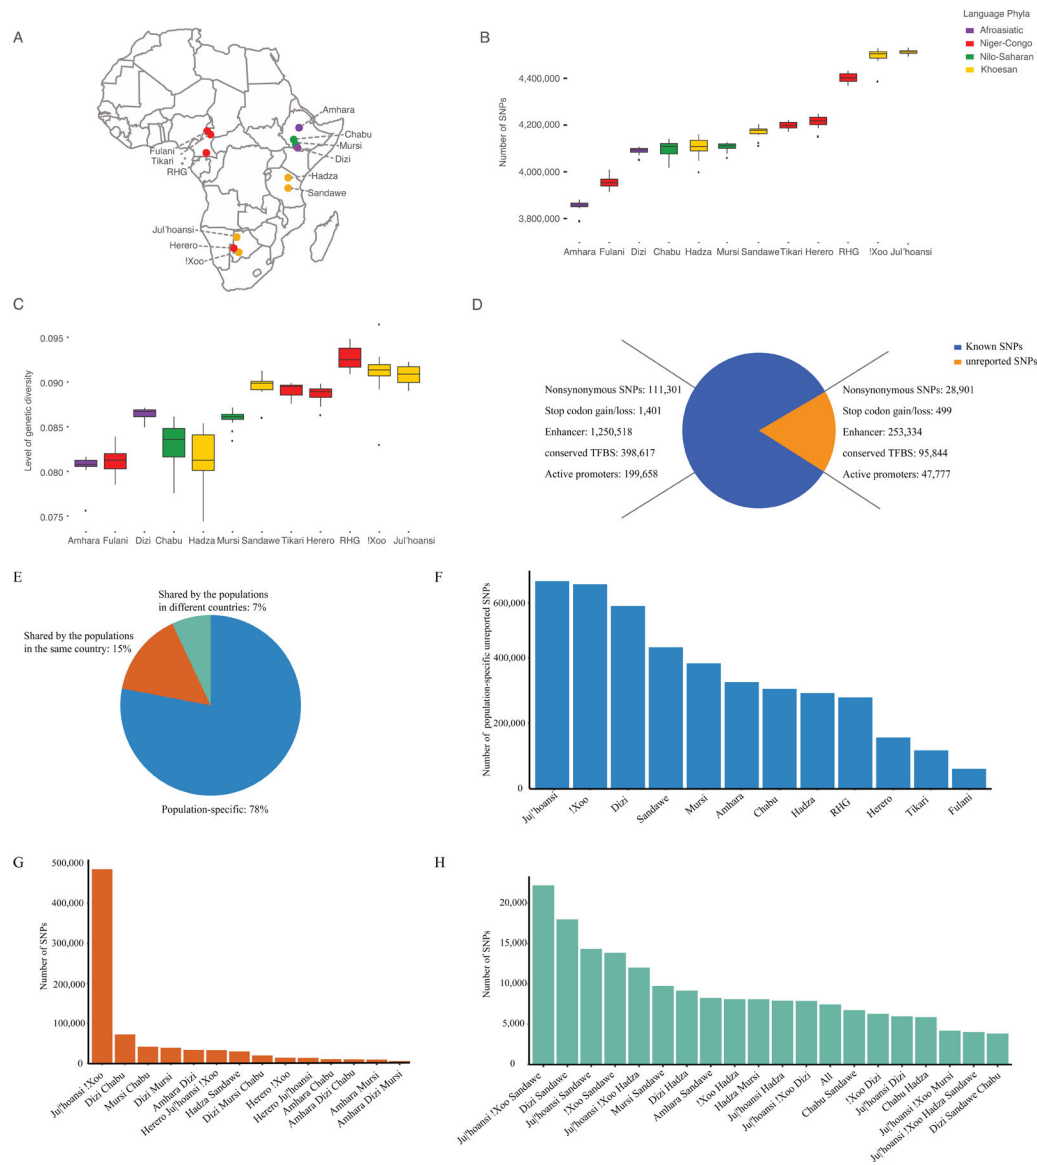 A
Amhara
Chabu
Mursi
Dizi
Fulani
Tikari
RHG
Hadza
Sandawe
Jul'hoansi
Herero
!Xoo
B
Language Phyla
Afroasiatic
Niger-Congo
Nilo-Saharan
Khoesan
Number of SNPs
4,400,000
4,200,000
4,000,000
3,800,000
Amhara Fulani Dizi Chabu Hadza Mursi Sandawe Tikari Herero RHG !Xoo Jul'hoansi
C
Level of genetic diversity
0.095
0.090
0.085
0.080
0.075
Amhara Fulani Dizi Chabu Hadza Mursi Sandawe Tikari Herero RHG !Xoo Jul'hoansi
D
Known SNPs
unreported SNPs
Nonsynonymous SNPs: 111,301
Stop codon gain/loss: 1,401
Enhancer: 1,250,518
conserved TFBS: 398,617
Active promoters: 199,658
Nonsynonymous SNPs: 28,901
Stop codon gain/loss: 499
Enhancer: 253,334
conserved TFBS: 95,844
Active promoters: 47,777
E
Shared by the populations
in different countries: 7%
Shared by the populations
in the same country: 15%
Population-specific: 78%
F
Number of population-specific unreported SNPs
600,000
400,000
200,000
0
Ju|'hoansi
!Xoo
Dizi
Sandawe
Mursi
Amhara
Chabu
Hadza
RHG
Herero
Tikari
Fulani
G
Number of SNPs
500,000
400,000
300,000
200,000
100,000
0
Ju|'hoansi !Xoo
Dizi Chabu
Mursi Chabu
Dizi Mursi
Amhara Dizi
Herero Ju|'hoansi !Xoo
Hadza Sandawe
Dizi Mursi Chabu
Herero !Xoo
Herero Ju|'hoansi
Amhara Chabu
Amhara Dizi Chabu
Amhara Mursi
Amhara Dizi Mursi
H
Number of SNPs
20,000
15,000
10,000
5,000
0
Ju|'hoansi !Xoo Sandawe
Dizi Sandawe
Ju|'hoansi Sandawe
!Xoo Sandawe
Ju|'hoansi !Xoo Hadza
Mursi Sandawe
Dizi Hadza
Amhara Sandawe
!Xoo Hadza
Hadza Mursi
Ju|'hoansi Hadza
Ju|'hoansi !Xoo Dizi
All
Chabu Sandawe
!Xoo Dizi
Ju|'hoansi Dizi
Chabu Hadza
Ju|'hoansi !Xoo Mursi
Ju|'hoansi !Xoo Hadza Sandawe
Dizi Sandawe Chabu